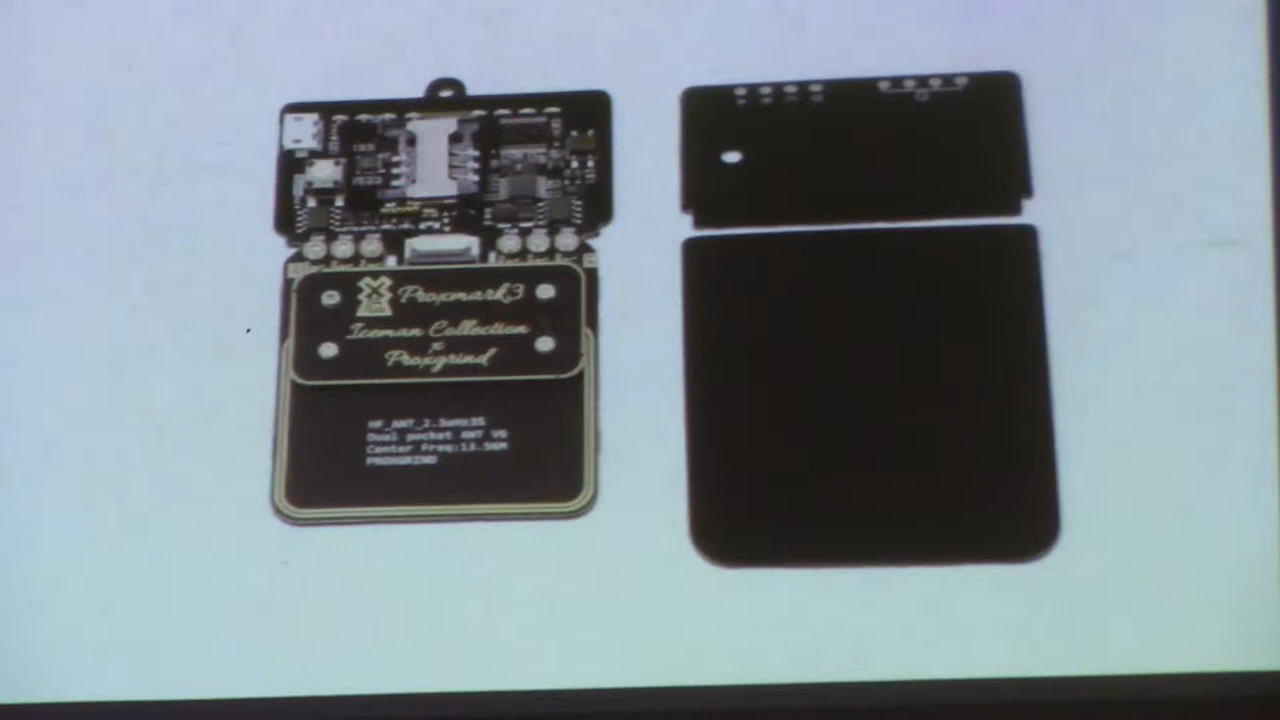 Proxmark3
Iceman Collection
x
Proxgrind
HF_ANT_2.3
Dual pocket ANT V6
Center Freq:13.56M
PROXGRIND